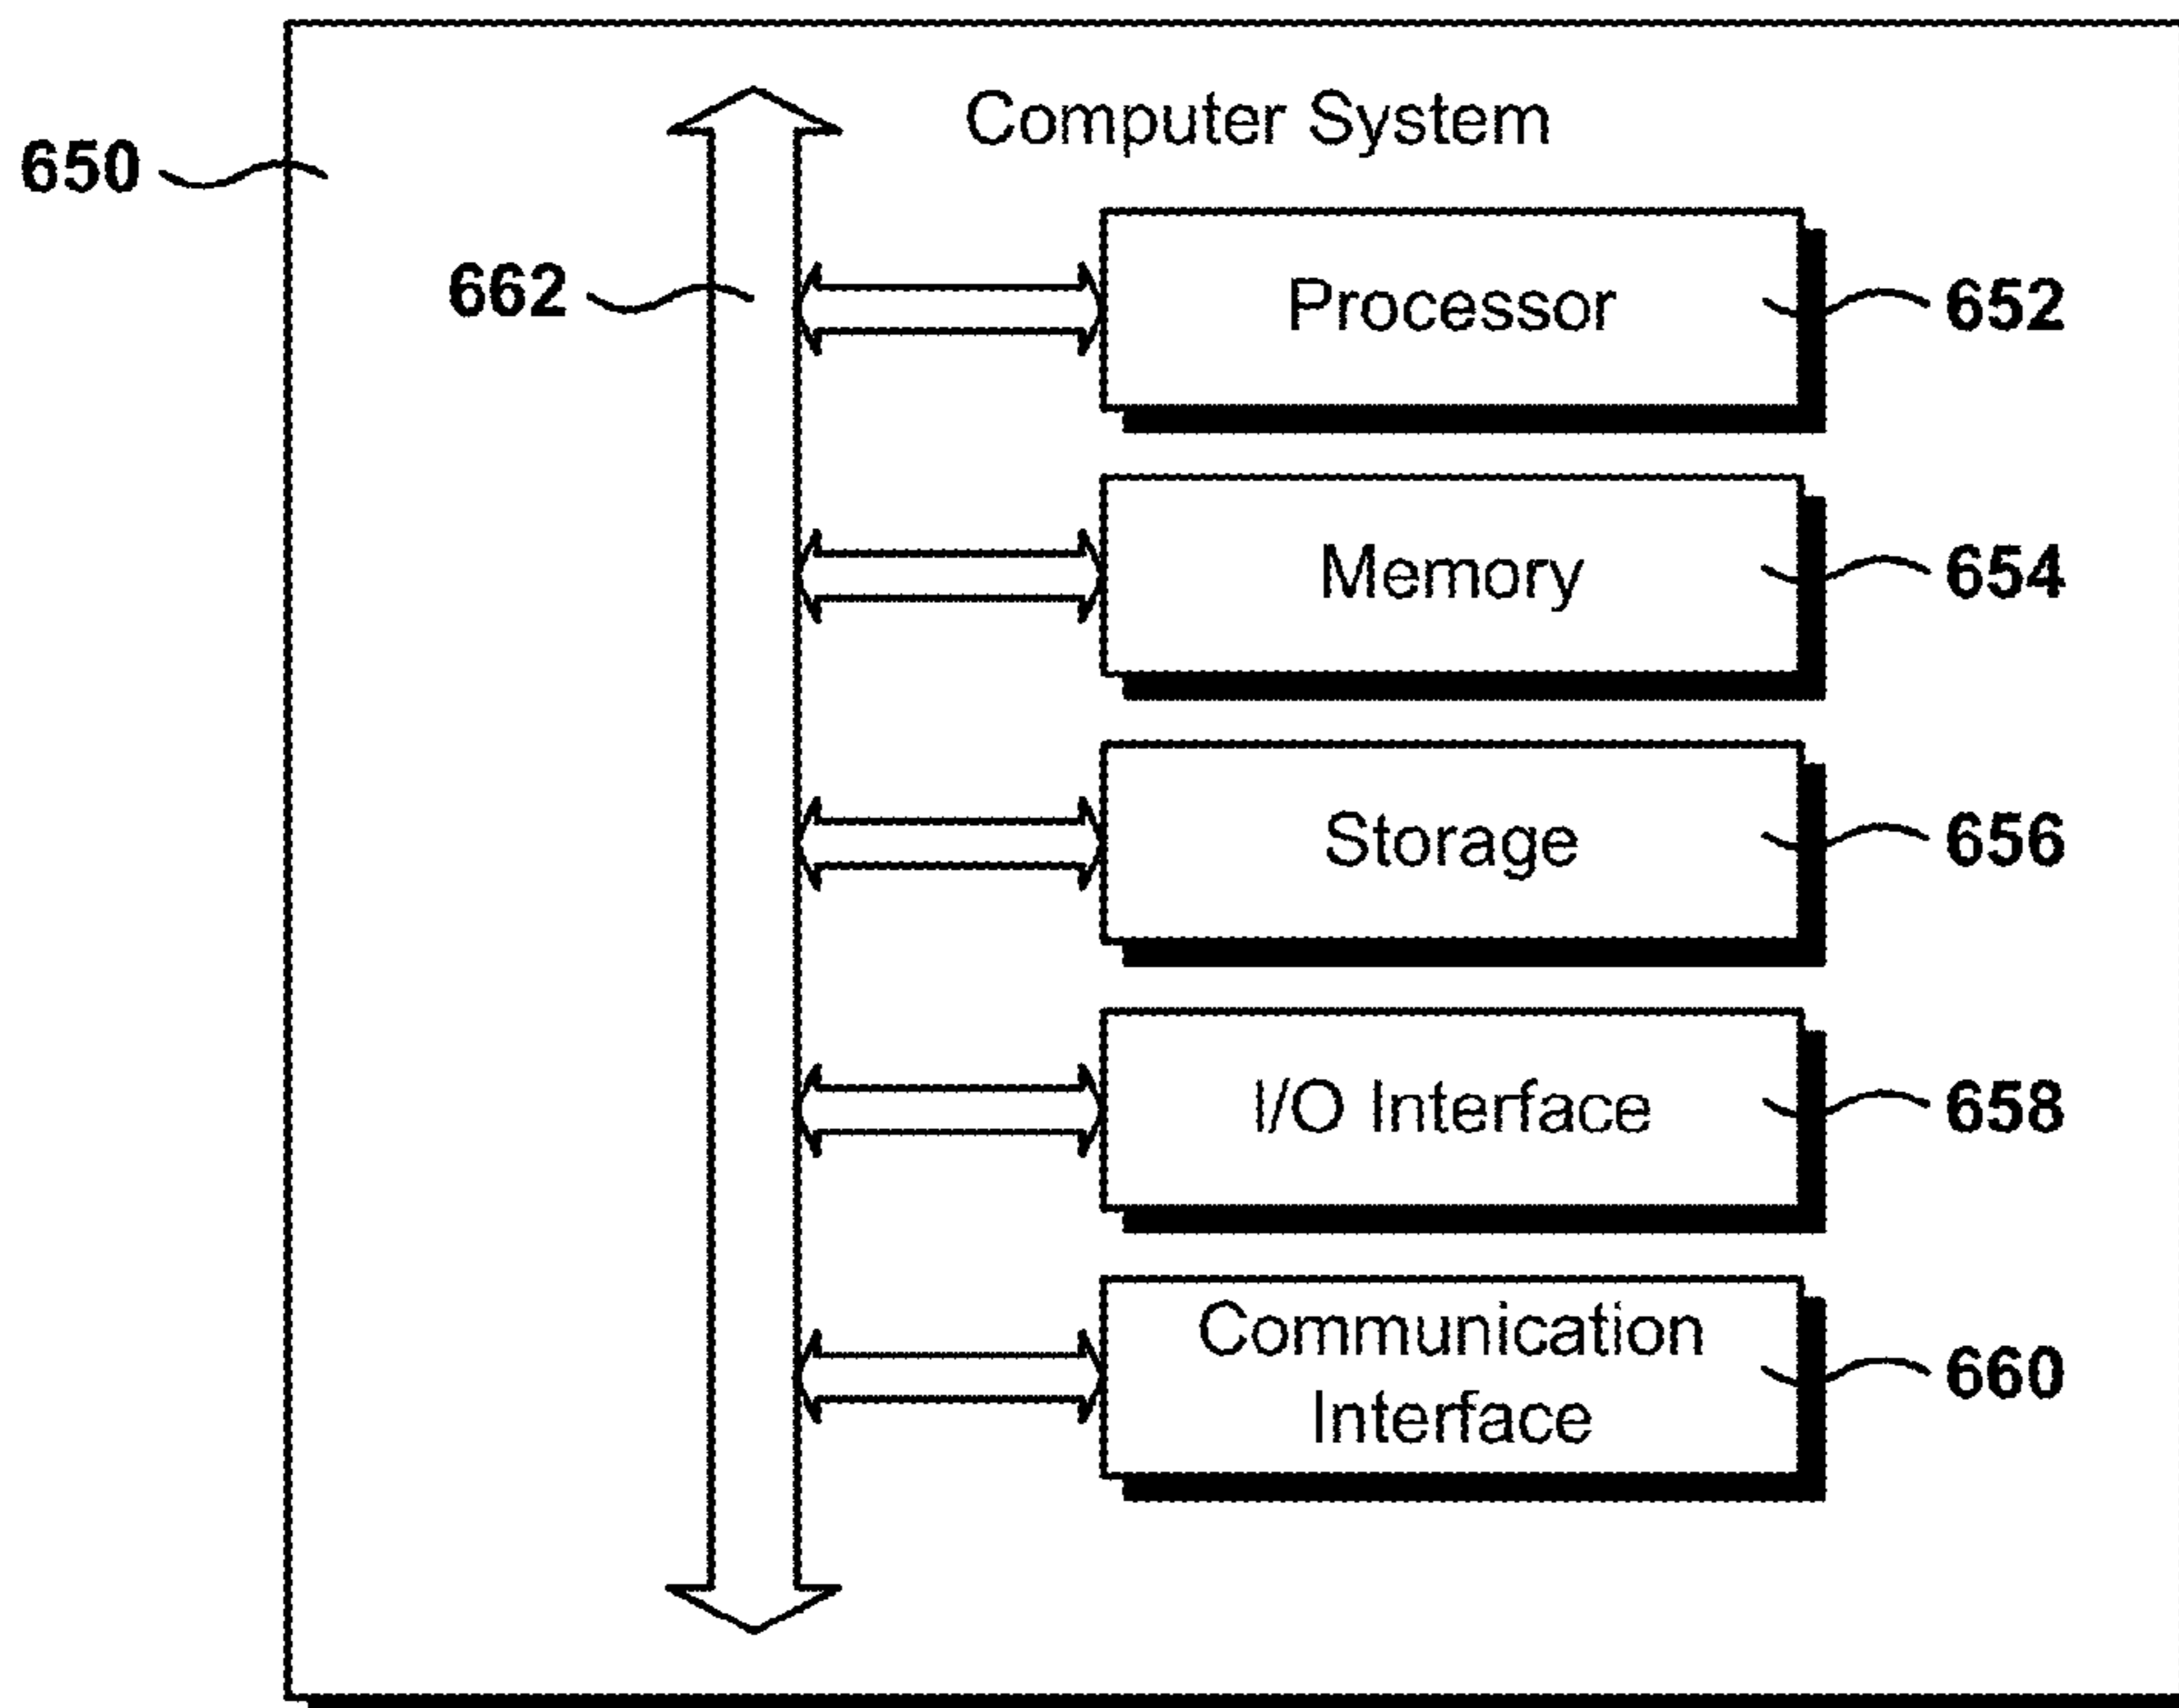 Computer System
650
662
Processor
652
Memory
654
Storage
656
I/O Interface
658
Communication
Interface
660